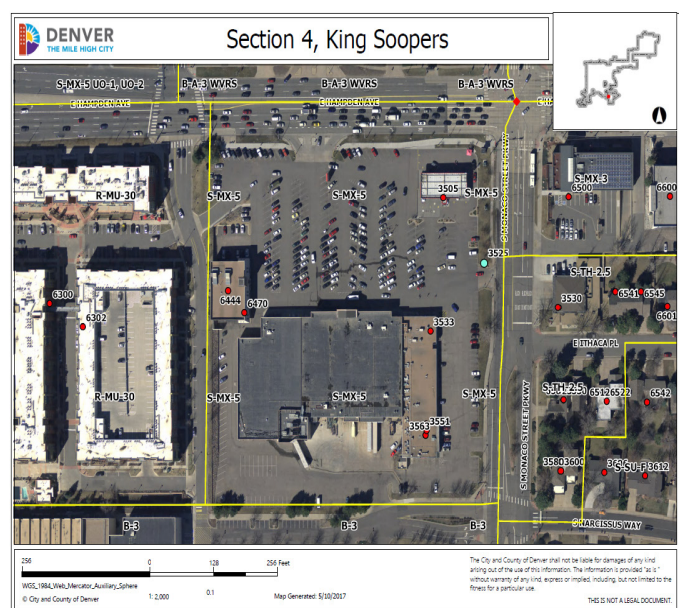 DENVER
THE MILE HIGH CITY
Section 4, King Soopers
S-MX-5 UO-1, UO-2
B-A-3 WVRS
B-A-3 WVRS
B-A-3 WVRS
E HAMPDEN AVE
E HAMPDEN AVE
S MONACO STREET PKWY
R-MU-30
S-MX-5
S-MX-5
S-MX-5
3505
S-MX-3
6500
6600
3525
S-TH-2.5
6300
6302
6444
6470
3533
3530
6541
6545
6601
E ITHACA PL
R-MU-30
S-MX-5
S-MX-5
S-MX-5
S MONACO STREET PKWY
S-TH-2.5
6512
6522
6542
3551
3563
3580
3600
S-SU-F
3612
B-3
B-3
B-3
S NARCISSUS WAY
256
0
128
256 Feet
WGS_1984_Web_Mercator_Auxiliary_Sphere
© City and County of Denver
1: 2,000
0.1
Map Generated: 5/10/2017
The City and County of Denver shall not be liable for damages of any kind
arising out of the use of this information. The information is provided "as is "
without warranty of any kind, express or implied, including, but not limited to the
fitness for a particular use.
THIS IS NOT A LEGAL DOCUMENT.